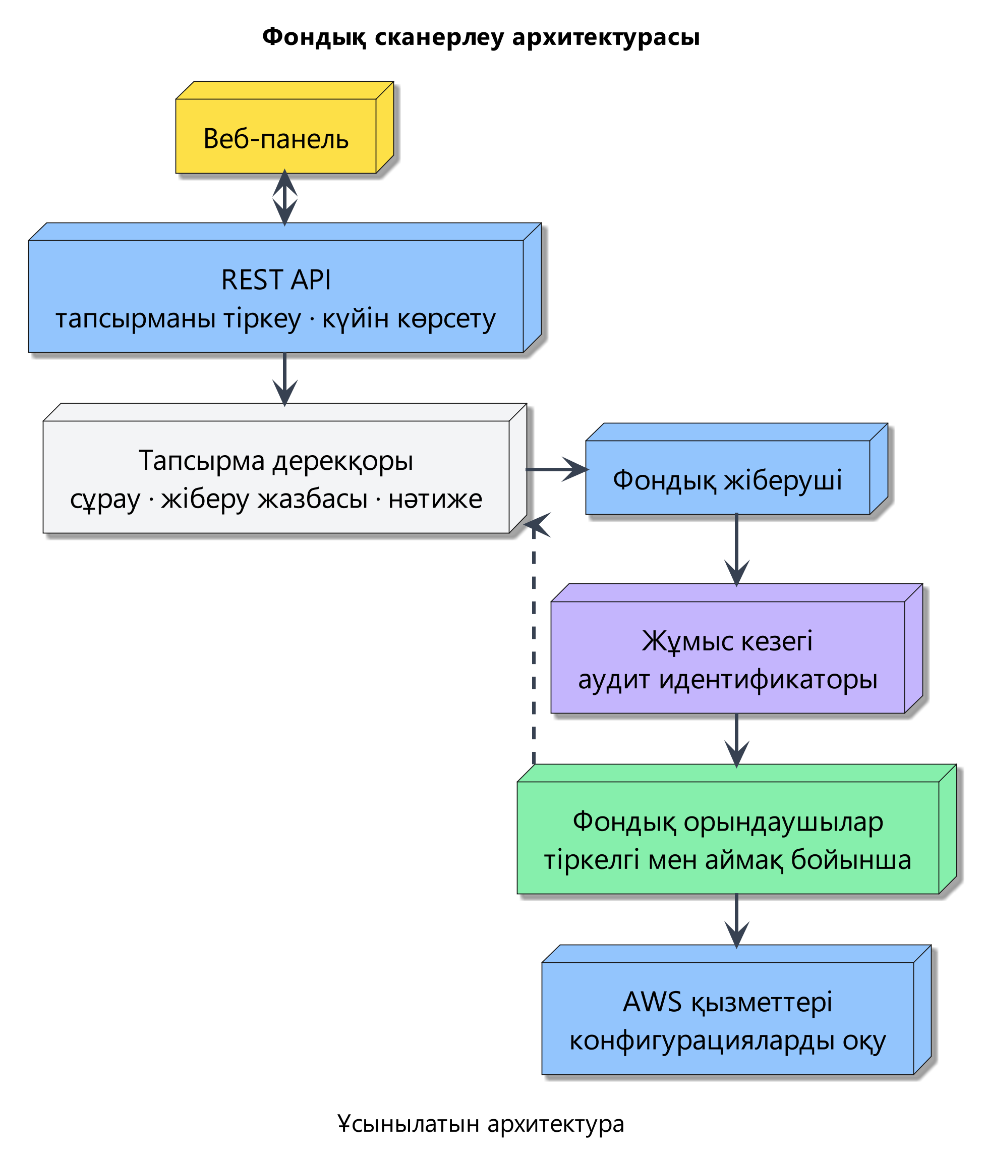 Фондық сканерлеу архитектурасы
Веб-панель
REST API
тапсырманы тіркеу · күйін көрсету
Тапсырма дерекқоры
сұрау · жіберу жазбасы · нәтиже
Фондық жіберуші
Жұмыс кезегі
аудит идентификаторы
Фондық орындаушылар
тіркелгі мен аймақ бойынша
AWS қызметтері
конфигурацияларды оқу
Ұсынылатын архитектура